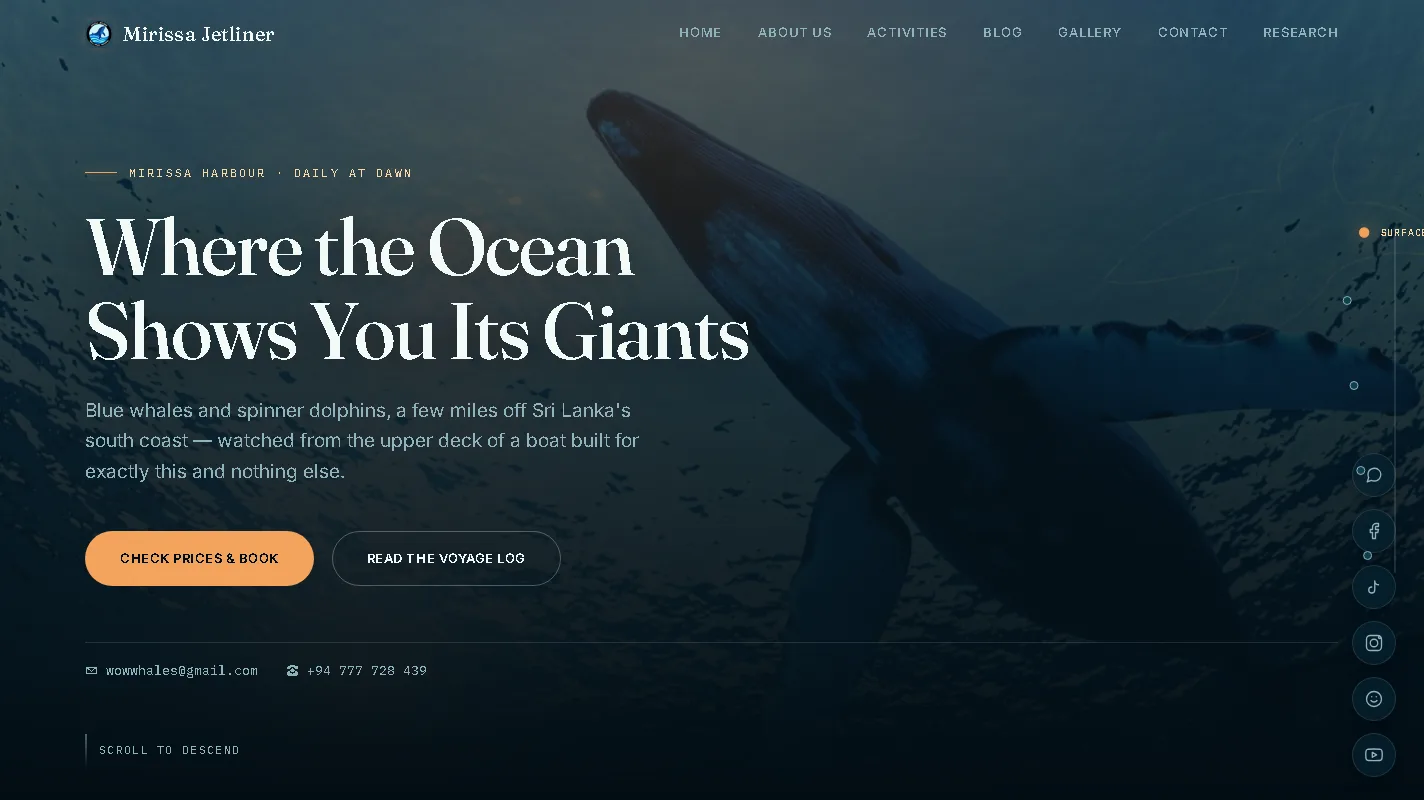 Mirissa Jetliner
HOME ABOUT US ACTIVITIES BLOG GALLERY CONTACT RESEARCH
MIRISSA HARBOUR · DAILY AT DAWN
Where the Ocean
Shows You Its Giants
Blue whales and spinner dolphins, a few miles off Sri Lanka's
south coast — watched from the upper deck of a boat built for
exactly this and nothing else.
CHECK PRICES & BOOK
READ THE VOYAGE LOG
wowwhales@gmail.com
+94 777 728 439
SCROLL TO DESCEND
SURFACE